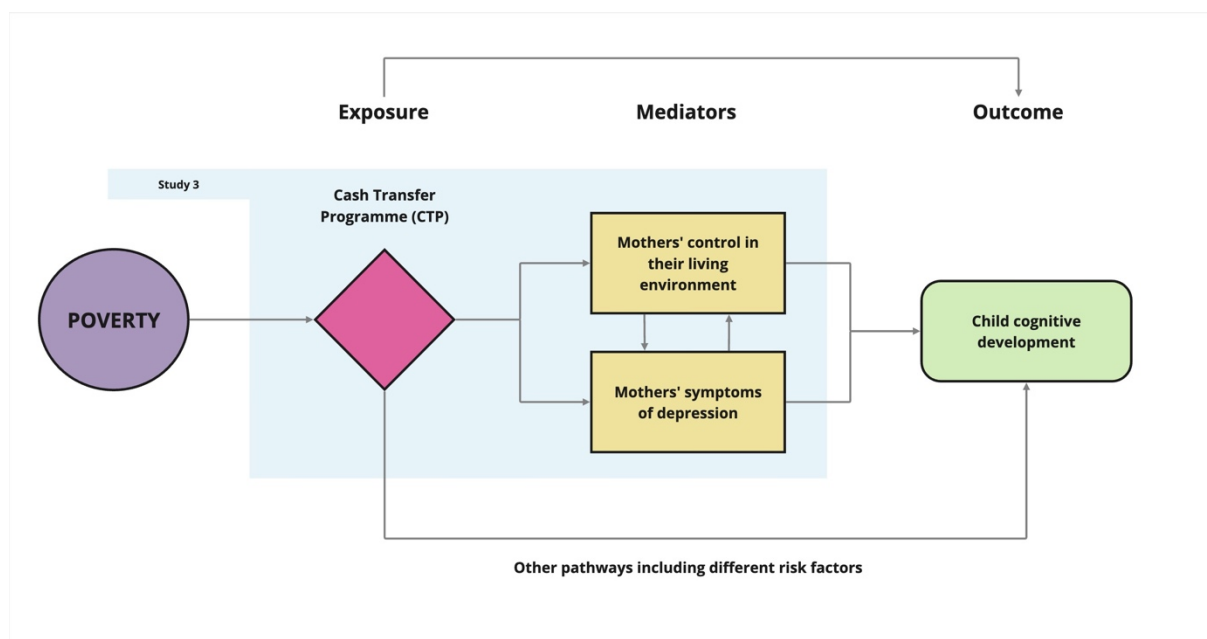 Exposure
Mediators
Outcome
Study 3
Cash Transfer
Programme (CTP)
POVERTY
Mothers' control in
their living
environment
Mothers' symptoms
of depression
Child cognitive
development
Other pathways including different risk factors